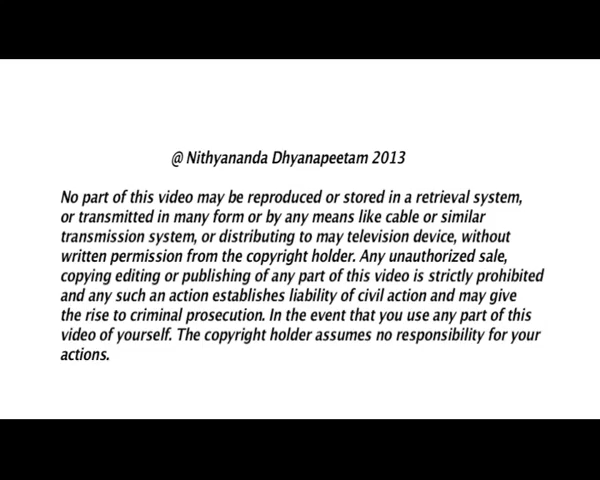 @ Nithyananda Dhyanapeetam 2013
No part of this video may be reproduced or stored in a retrieval system,
or transmitted in many form or by any means like cable or similar
transmission system, or distributing to may television device, without
written permission from the copyright holder. Any unauthorized sale,
copying editing or publishing of any part of this video is strictly prohibited
and any such an action establishes liability of civil action and may give
the rise to criminal prosecution. In the event that you use any part of this
video of yourself. The copyright holder assumes no responsibility for your
actions.